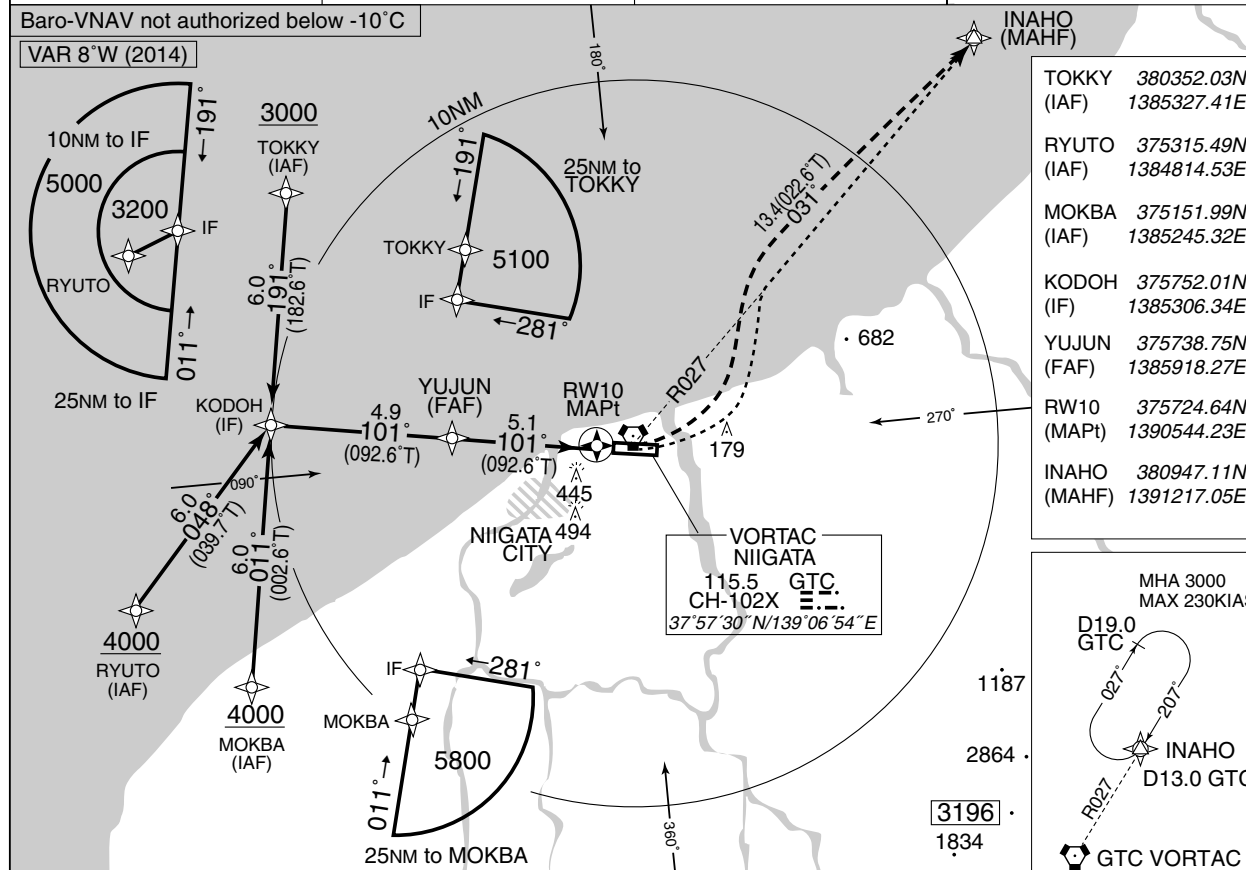 Baro-VNAV not authorized below -10˚C
VAR 8˚W (2014)
180˚
INAHO
(MAHF)
191˚
10NM to IF
5000
3200
IF
RYUTO
011˚
25NM to IF
3000
TOKKY
(IAF)
6.0
191˚
(182.6˚T)
10NM
191˚
25NM to
TOKKY
TOKKY
5100
IF
281˚
13.4(022.6˚T)
031˚
682
R027
270˚
KODOH
(IF)
4.9
101˚
(092.6˚T)
YUJUN
(FAF)
5.1
101˚
(092.6˚T)
RW10
MAPt
179
445
494
NIIGATA
CITY
090˚
6.0
048˚
(039.7˚T)
6.0
011˚
(002.6˚T)
4000
RYUTO
(IAF)
4000
MOKBA
(IAF)
VORTAC
NIIGATA
115.5 GTC
CH-102X
37˚57´30˝N/139˚06´54˝E
IF
281˚
MOKBA
5800
011˚
25NM to MOKBA
360˚
1187
2864
3196
1834
TOKKY 380352.03N
(IAF) 1385327.41E
RYUTO 375315.49N
(IAF) 1384814.53E
MOKBA 375151.99N
(IAF) 1385245.32E
KODOH 375752.01N
(IF) 1385306.34E
YUJUN 375738.75N
(FAF) 1385918.27E
RW10 375724.64N
(MAPt) 1390544.23E
INAHO 380947.11N
(MAHF) 1391217.05E
MHA 3000
MAX 230KIAS
D19.0
GTC
027˚
207˚
INAHO
D13.0 GTC
R027
GTC VORTAC